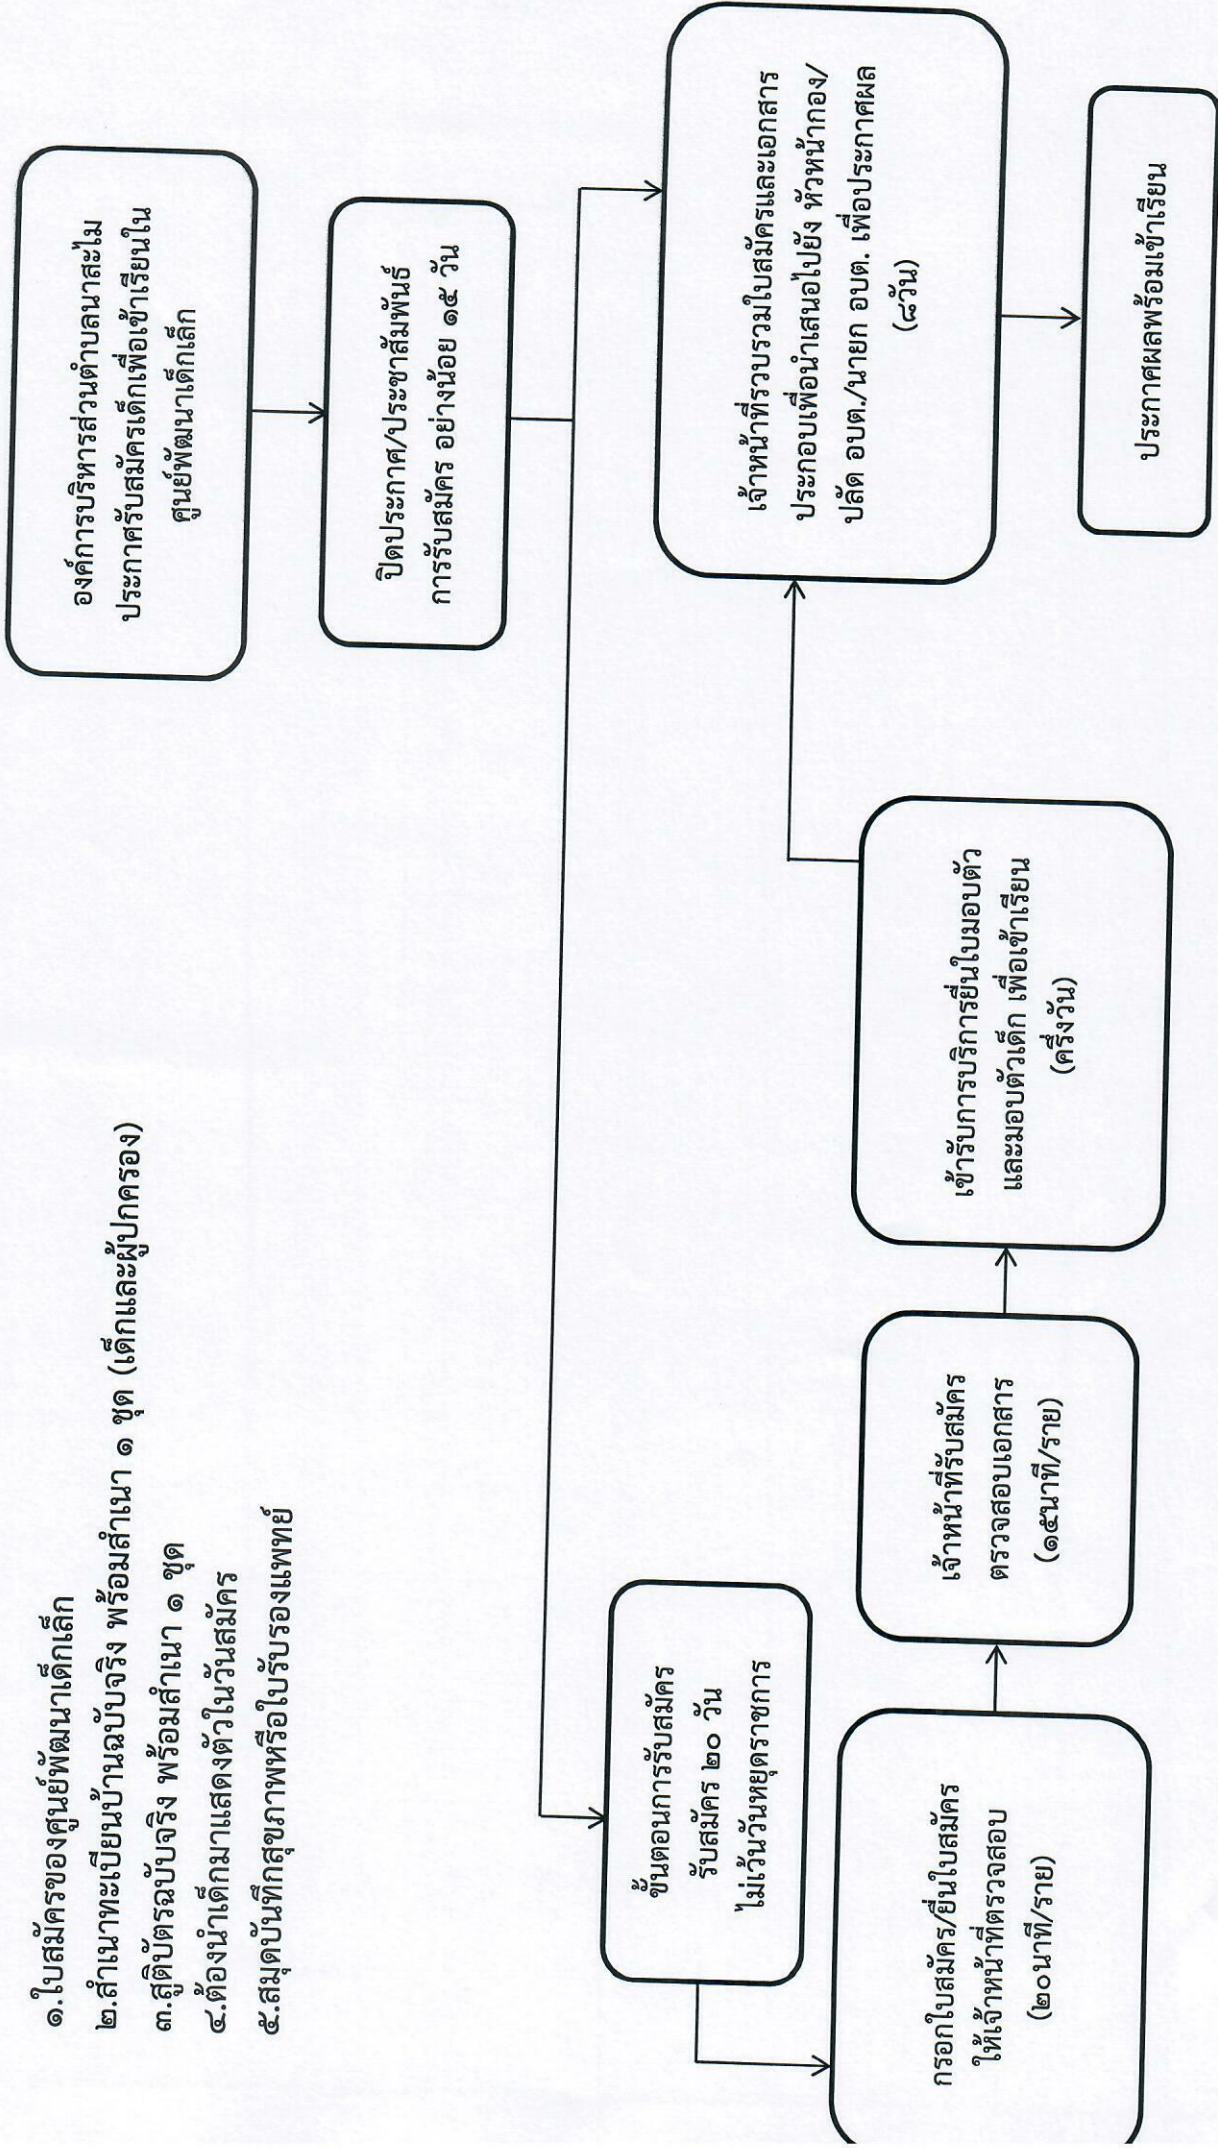 ๑.ใบสมัครของศูนย์พัฒนาเด็กเล็ก
๒.สำเนาทะเบียนบ้านฉบับจริง พร้อมสำเนา ๑ ชุด (เด็กและผู้ปกครอง)
๓.สูติบัตรฉบับจริง พร้อมสำเนา ๑ ชุด
๔.ต้องนำเด็กมาแสดงตัวในวันสมัคร
๕.สมุดบันทึกสุขภาพหรือใบรับรองแพทย์
องค์การบริหารส่วนตำบลนาสะไม
ประกาศรับสมัครเด็กเพื่อเข้าเรียนใน
ศูนย์พัฒนาเด็กเล็ก
ปิดประกาศ/ประชาสัมพันธ์
การรับสมัคร อย่างน้อย ๑๕ วัน
ขั้นตอนการรับสมัคร
รับสมัคร ๒๐ วัน
ไม่เว้นวันหยุดราชการ
กรอกใบสมัคร/ยื่นใบสมัคร
ให้เจ้าหน้าที่ตรวจสอบ
(๒๐นาที/ราย)
เจ้าหน้าที่รับสมัคร
ตรวจสอบเอกสาร
(๑๕นาที/ราย)
เข้ารับการบริการยื่นใบมอบตัว
และมอบตัวเด็ก เพื่อเข้าเรียน
(ครึ่งวัน)
เจ้าหน้าที่รวบรวมใบสมัครและเอกสาร
ประกอบเพื่อนำเสนอไปยัง หัวหน้ากอง/
ปลัด อบต./นายก อบต. เพื่อประกาศผล
(๘วัน)
ประกาศผลพร้อมเข้าเรียน